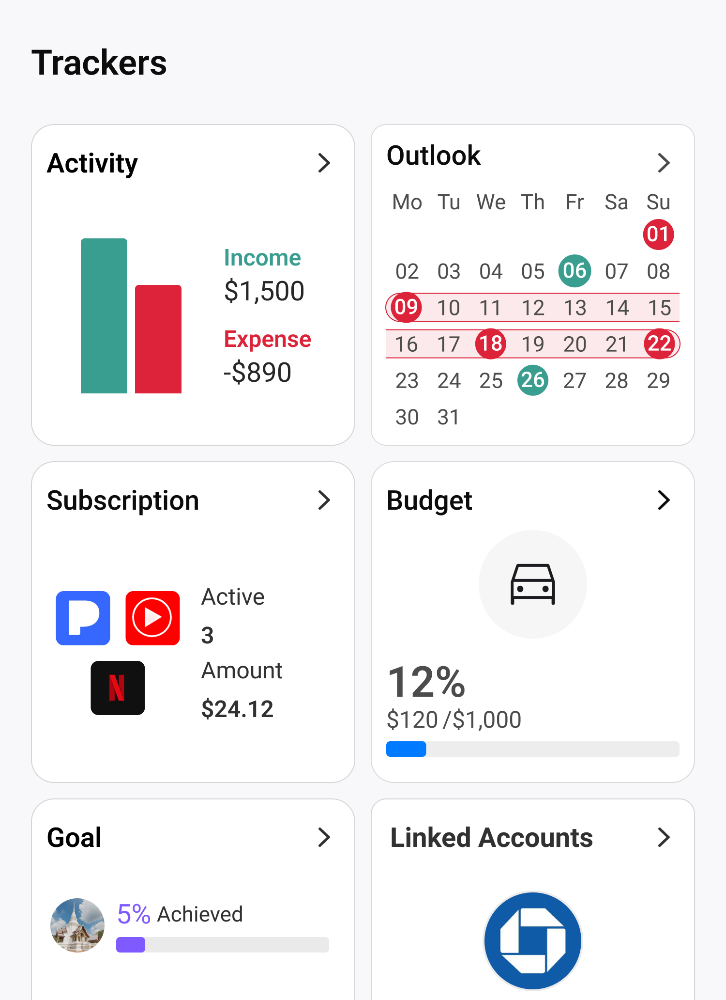 Trackers
Activity
Income
$1,500
Expense
-$890
Outlook
Mo Tu We Th Fr Sa Su
01
02 03 04 05 06 07 08
09 10 11 12 13 14 15
16 17 18 19 20 21 22
23 24 25 26 27 28 29
30 31
Subscription
Active
3
Amount
N
$24.12
Budget
12%
$120 /$1,000
Goal
5% Achieved
Linked Accounts